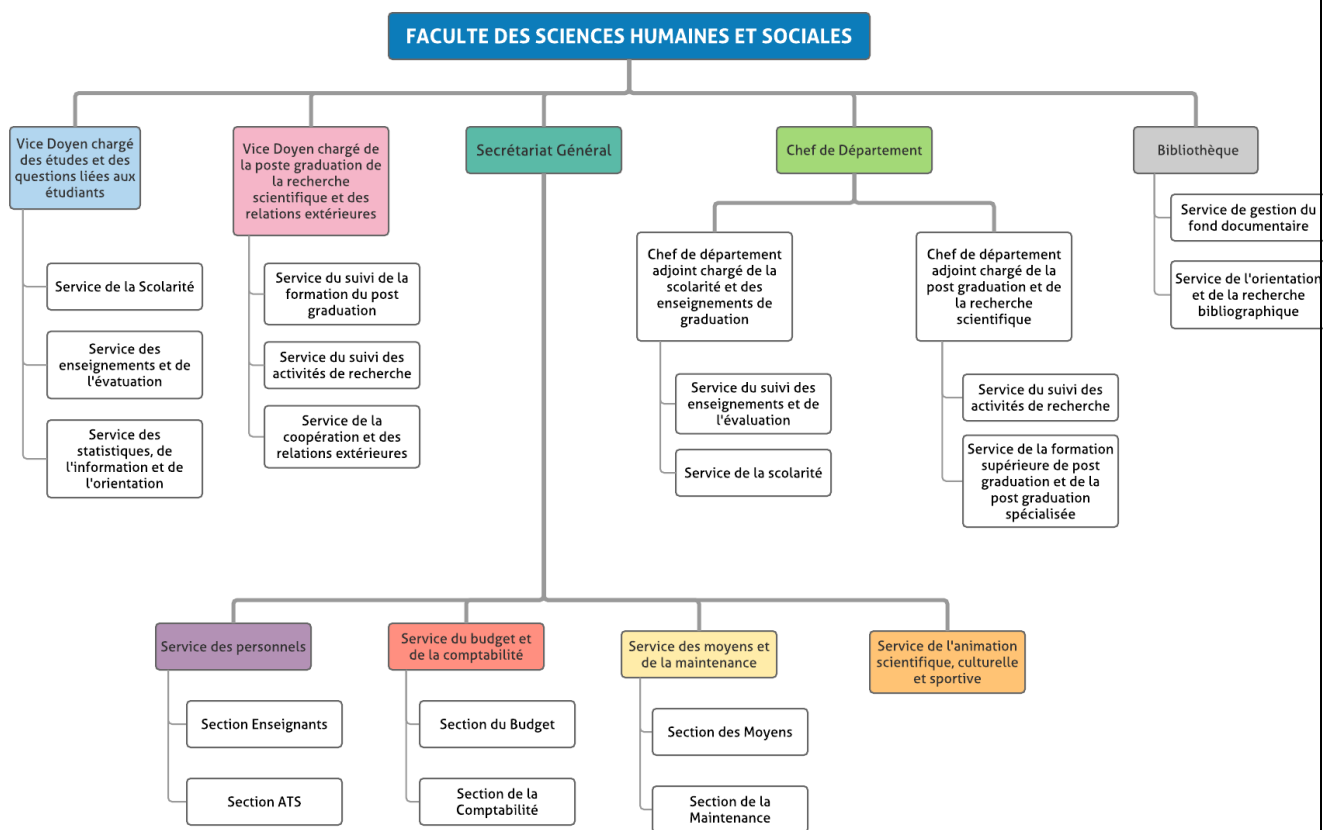 FACULTE DES SCIENCES HUMAINES ET SOCIALES
Vice Doyen chargé
des études et des
questions liées aux
étudiants
Vice Doyen chargé de
la poste graduation de
la recherche
scientifique et des
relations extérieures
Secrétariat Général
Chef de Département
Bibliothèque
Service de la Scolarité
Service des
enseignements et de
l'évatuation
Service des
statistiques, de
l'information et de
l'orientation
Service du suivi de la
formation du post
graduation
Service du suivi des
activités de recherche
Service de la
coopération et des
relations extérieures
Chef de département
adjoint chargé de la
scolarité et des
enseignements de
graduation
Service du suivi des
enseignements et de
l'évaluation
Service de la scolarité
Chef de département
adjoint chargé de la
post graduation et de
la recherche
scientifique
Service du suivi des
activités de recherche
Service de la formation
supérieure de post
graduation et de la
post graduation
spécialisée
Service de gestion du
fond documentaire
Service de l'orientation
et de la recherche
bibliographique
Service des personnels
Section Enseignants
Section ATS
Service du budget et
de la comptabilité
Section du Budget
Section de la
Comptabilité
Service des moyens et
de la maintenance
Section des Moyens
Section de la
Maintenance
Service de l'animation
scientifique, culturelle
et sportive